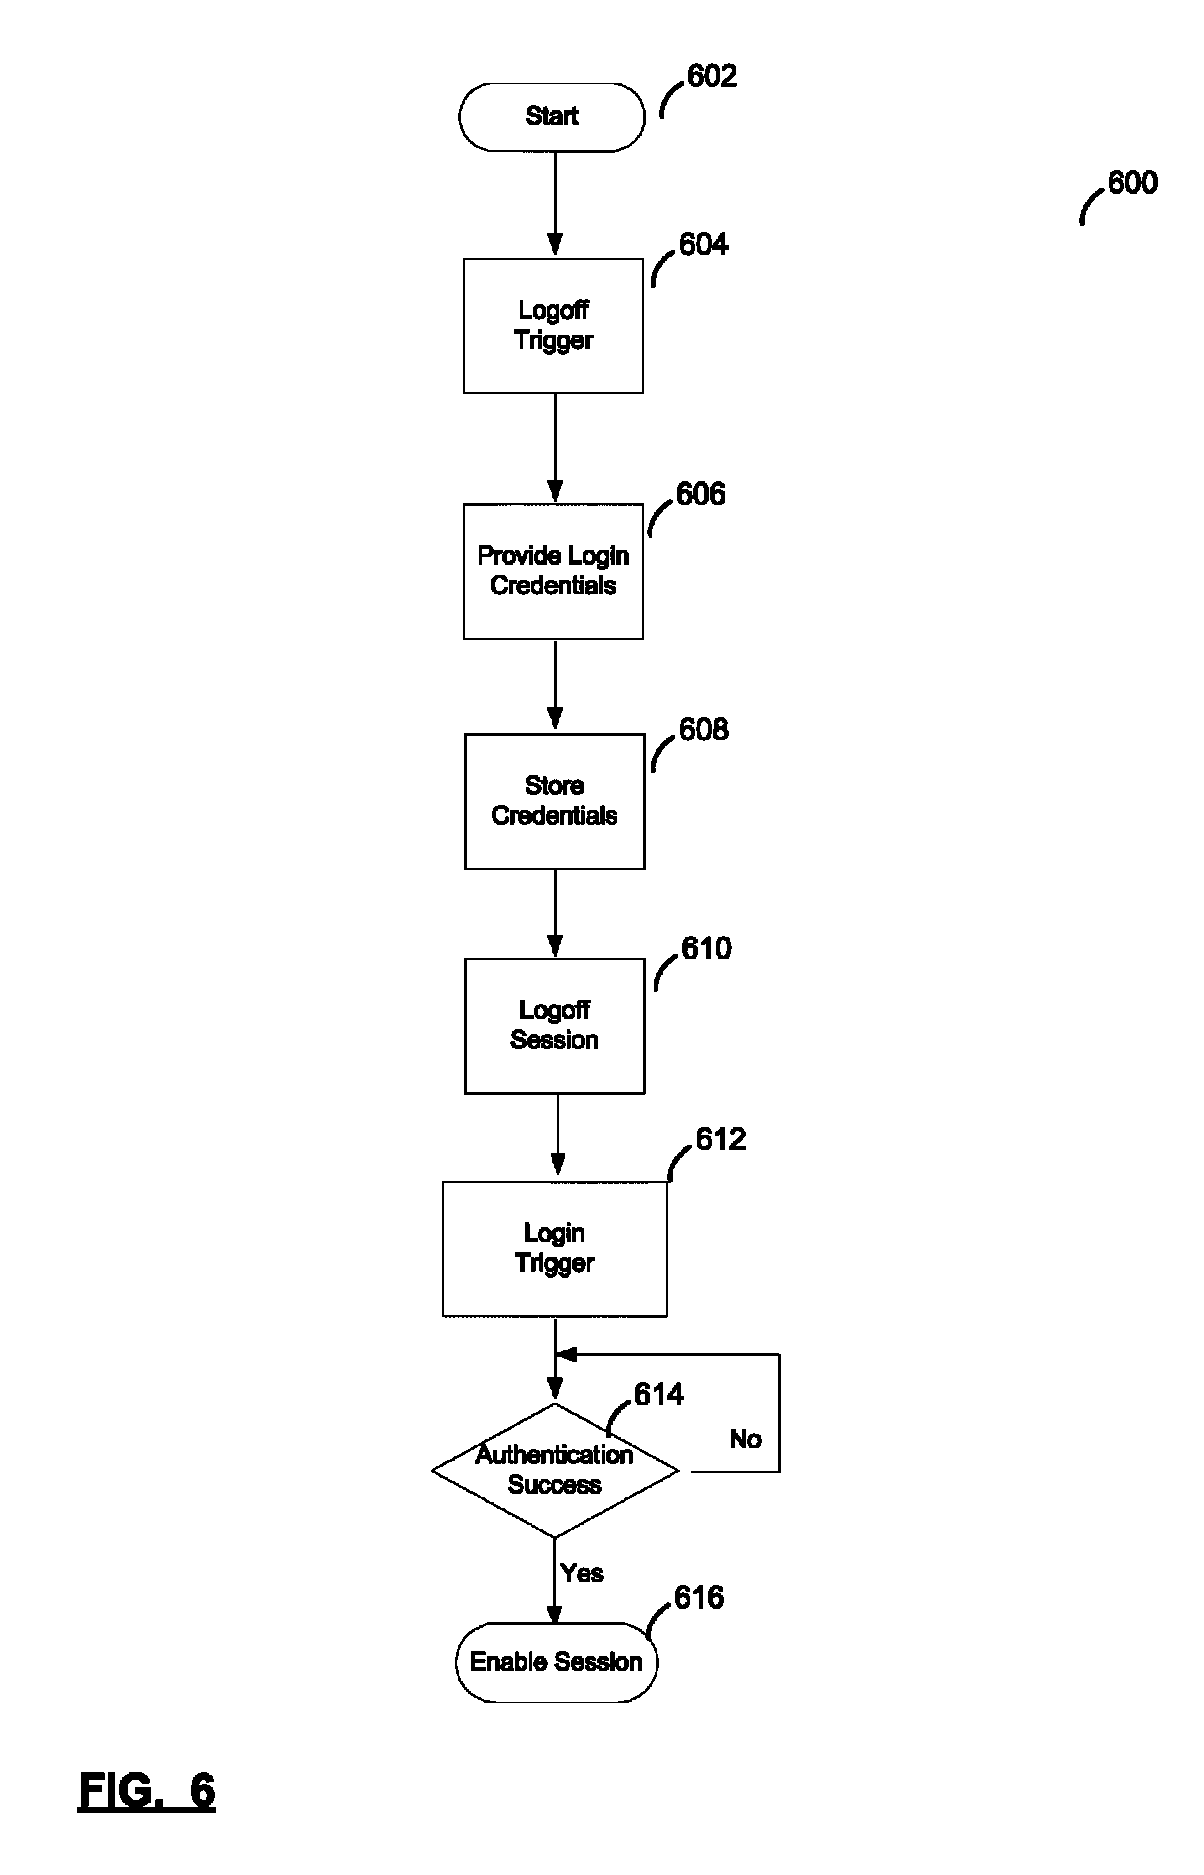 602
Start
600
604
Logoff
Trigger
606
Provide Login
Credentials
608
Store
Credentials
610
Logoff
Session
612
Login
Trigger
614
No
Authentication
Success
Yes
616
Enable Session
FIG. 6